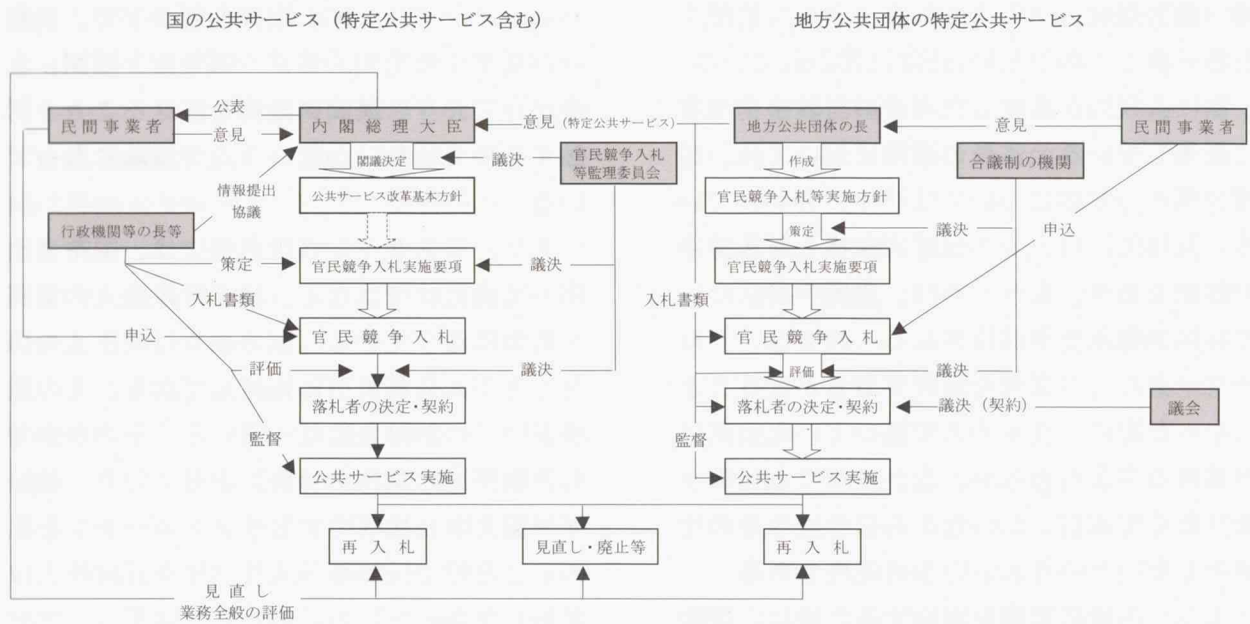 国の公共サービス（特定公共サービス含む）
地方公共団体の特定公共サービス
公表
民間事業者
意見
内閣総理大臣
意見（特定公共サービス）
地方公共団体の長
意見
民間事業者
閣議決定
議決
官民競争入札
等監理委員会
作成
合議制の機関
情報提出
協議
公共サービス改革基本方針
官民競争入札等実施方針
行政機関等の長等
策定
議決
申込
策定
官民競争入札実施要項
議決
官民競争入札実施要項
入札書類
入札書類
申込
官民競争入札
官民競争入札
評価
議決
評価
議決
落札者の決定・契約
落札者の決定・契約
議決（契約）
議会
監督
監督
公共サービス実施
公共サービス実施
再入札
見直し・廃止等
再入札
見直し
業務全般の評価